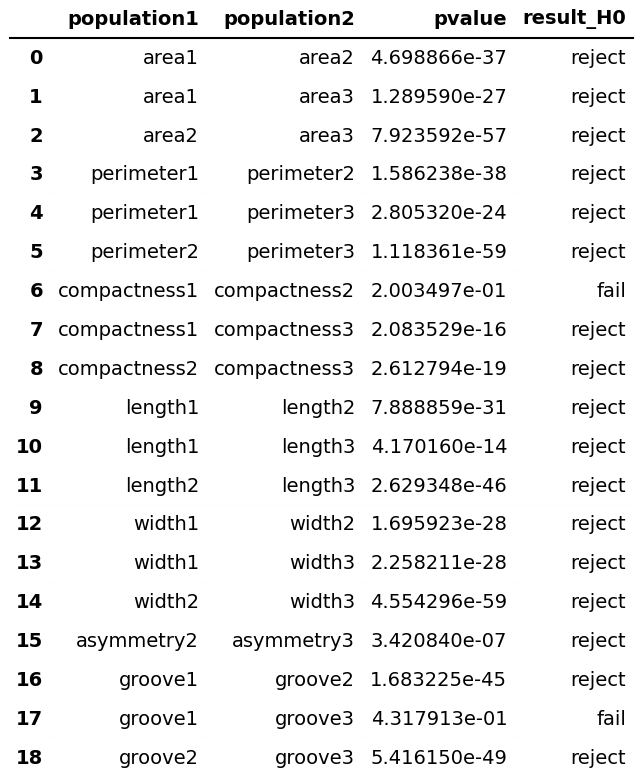 population1 population2 pvalue result_H0
0 area1 area2 4.698866e-37 reject
1 area1 area3 1.289590e-27 reject
2 area2 area3 7.923592e-57 reject
3 perimeter1 perimeter2 1.586238e-38 reject
4 perimeter1 perimeter3 2.805320e-24 reject
5 perimeter2 perimeter3 1.118361e-59 reject
6 compactness1 compactness2 2.003497e-01 fail
7 compactness1 compactness3 2.083529e-16 reject
8 compactness2 compactness3 2.612794e-19 reject
9 length1 length2 7.888859e-31 reject
10 length1 length3 4.170160e-14 reject
11 length2 length3 2.629348e-46 reject
12 width1 width2 1.695923e-28 reject
13 width1 width3 2.258211e-28 reject
14 width2 width3 4.554296e-59 reject
15 asymmetry2 asymmetry3 3.420840e-07 reject
16 groove1 groove2 1.683225e-45 reject
17 groove1 groove3 4.317913e-01 fail
18 groove2 groove3 5.416150e-49 reject